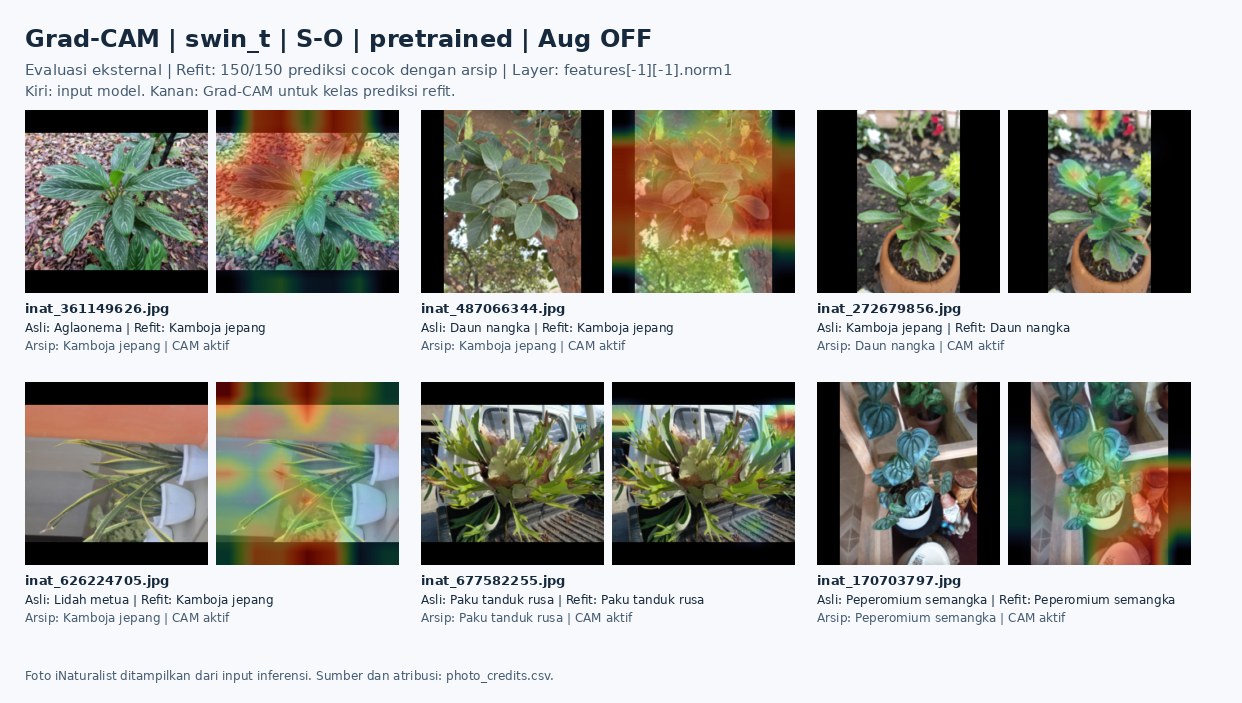 Grad-CAM | swin_t | S-O | pretrained | Aug OFF
Evaluasi eksternal | Refit: 150/150 prediksi cocok dengan arsip | Layer: features[-1][-1].norm1
Kiri: input model. Kanan: Grad-CAM untuk kelas prediksi refit.
inat_361149626.jpg
Asli: Aglaonema | Refit: Kamboja jepang
Arsip: Kamboja jepang | CAM aktif
inat_487066344.jpg
Asli: Daun nangka | Refit: Kamboja jepang
Arsip: Kamboja jepang | CAM aktif
inat_272679856.jpg
Asli: Kamboja jepang | Refit: Daun nangka
Arsip: Daun nangka | CAM aktif
inat_626224705.jpg
Asli: Lidah metua | Refit: Kamboja jepang
Arsip: Kamboja jepang | CAM aktif
inat_677582255.jpg
Asli: Paku tanduk rusa | Refit: Paku tanduk rusa
Arsip: Paku tanduk rusa | CAM aktif
inat_170703797.jpg
Asli: Peperomium semangka | Refit: Peperomium semangka
Arsip: Peperomium semangka | CAM aktif
Foto iNaturalist ditampilkan dari input inferensi. Sumber dan atribusi: photo_credits.csv.